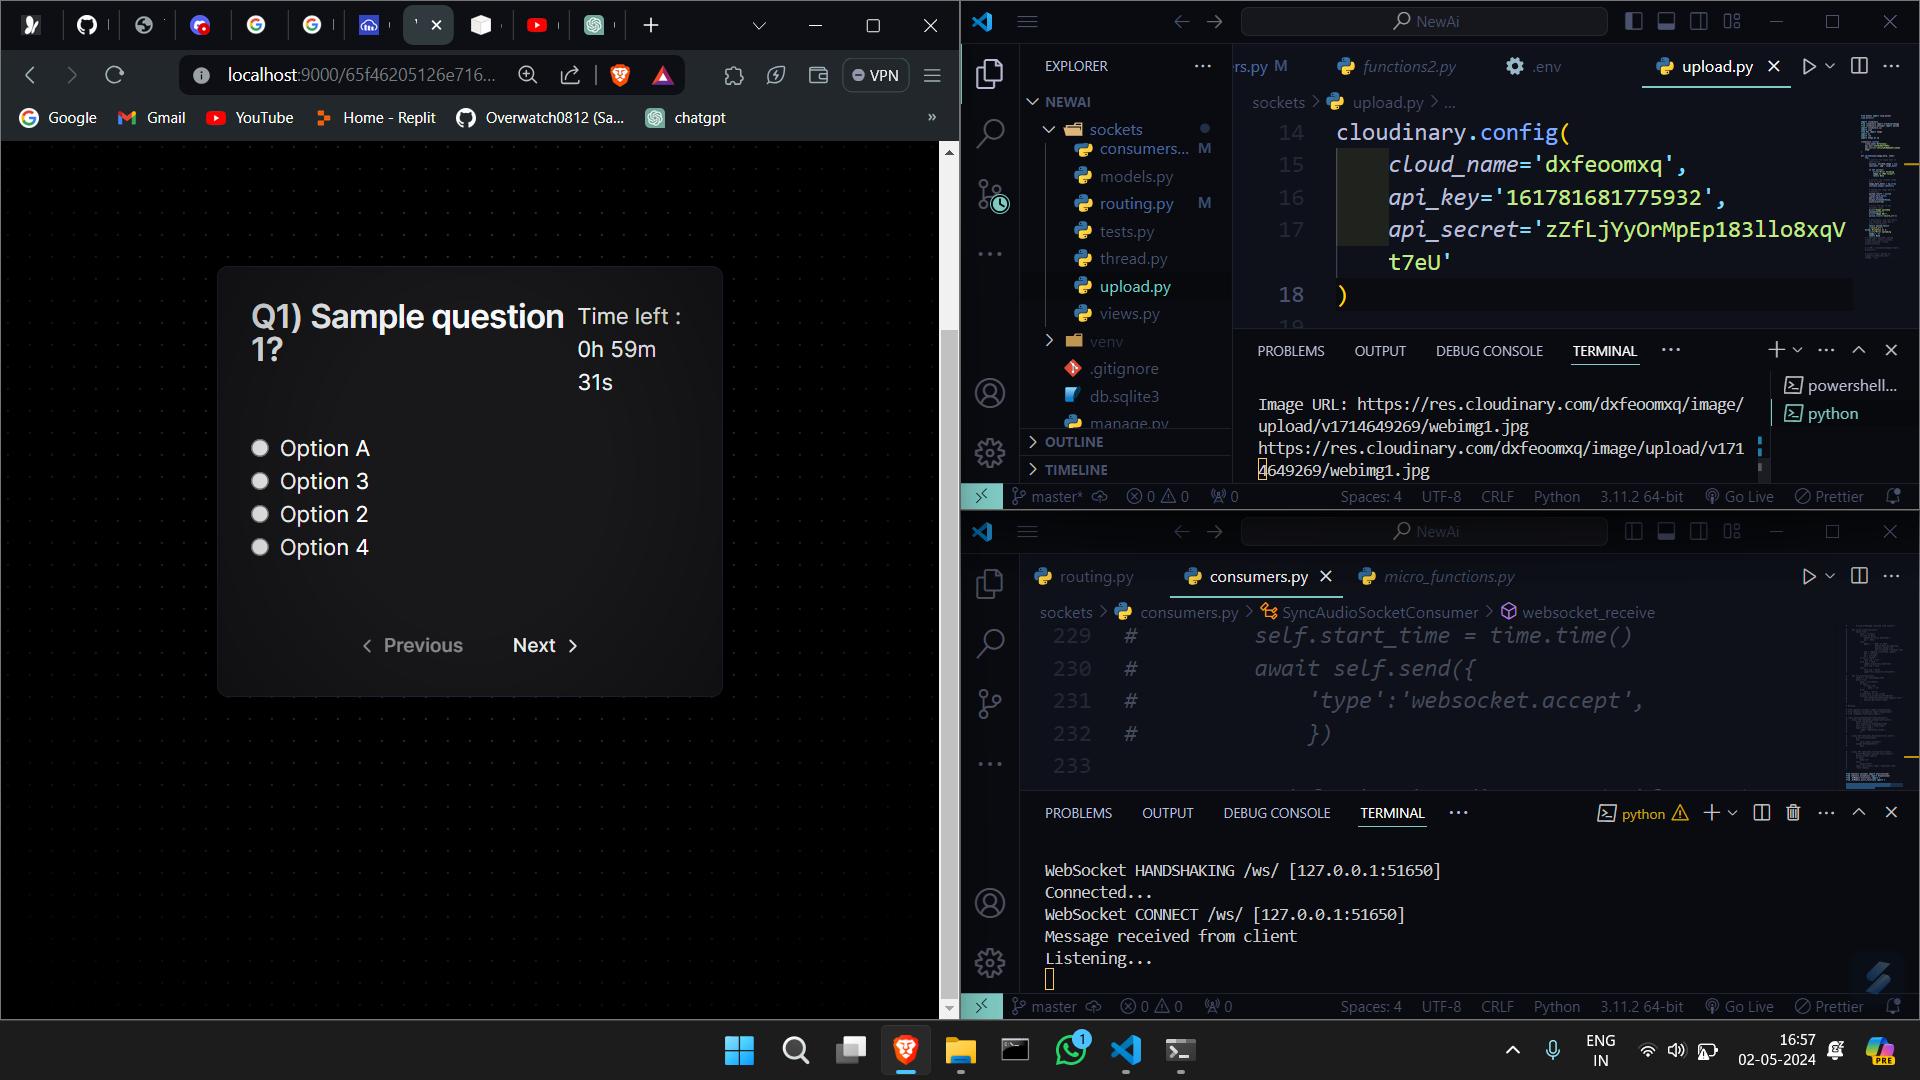 localhost:9000/65f46205126e716...
VPN
Google
Gmail
YouTube
Home - Replit
Overwatch0812 (Sa...
chatgpt
»
Q1) Sample question
1?
Time left :
0h 59m
31s
Option A
Option 3
Option 2
Option 4
Previous
Next
NewAi
EXPLORER
NEWAI
sockets
consumers... M
models.py
routing.py M
tests.py
thread.py
upload.py
views.py
venv
.gitignore
db.sqlite3
manage.py
OUTLINE
TIMELINE
rs.py M
functions2.py
.env
upload.py
sockets > upload.py > ...
14 cloudinary.config(
15 cloud_name='dxfeoomxq',
16 api_key='161781681775932',
17 api_secret='zZfLjYyOrMpEp183llo8xqV
t7eU'
18 )
19
PROBLEMS OUTPUT DEBUG CONSOLE TERMINAL
powershell...
python
Image URL: https://res.cloudinary.com/dxfeoomxq/image/
upload/v1714649269/webimg1.jpg
https://res.cloudinary.com/dxfeoomxq/image/upload/v171
4649269/webimg1.jpg
master* 0 0 0 Spaces: 4 UTF-8 CRLF Python 3.11.2 64-bit Go Live Prettier
NewAi
routing.py
consumers.py
micro_functions.py
sockets > consumers.py > SyncAudioSocketConsumer > websocket_receive
229 # self.start_time = time.time()
230 # await self.send({
231 # 'type':'websocket.accept',
232 # })
233
PROBLEMS OUTPUT DEBUG CONSOLE TERMINAL
python
WebSocket HANDSHAKING /ws/ [127.0.0.1:51650]
Connected...
WebSocket CONNECT /ws/ [127.0.0.1:51650]
Message received from client
Listening...
master 0 0 0 Spaces: 4 UTF-8 CRLF Python 3.11.2 64-bit Go Live Prettier
1
ENG
IN
16:57
02-05-2024
PRE